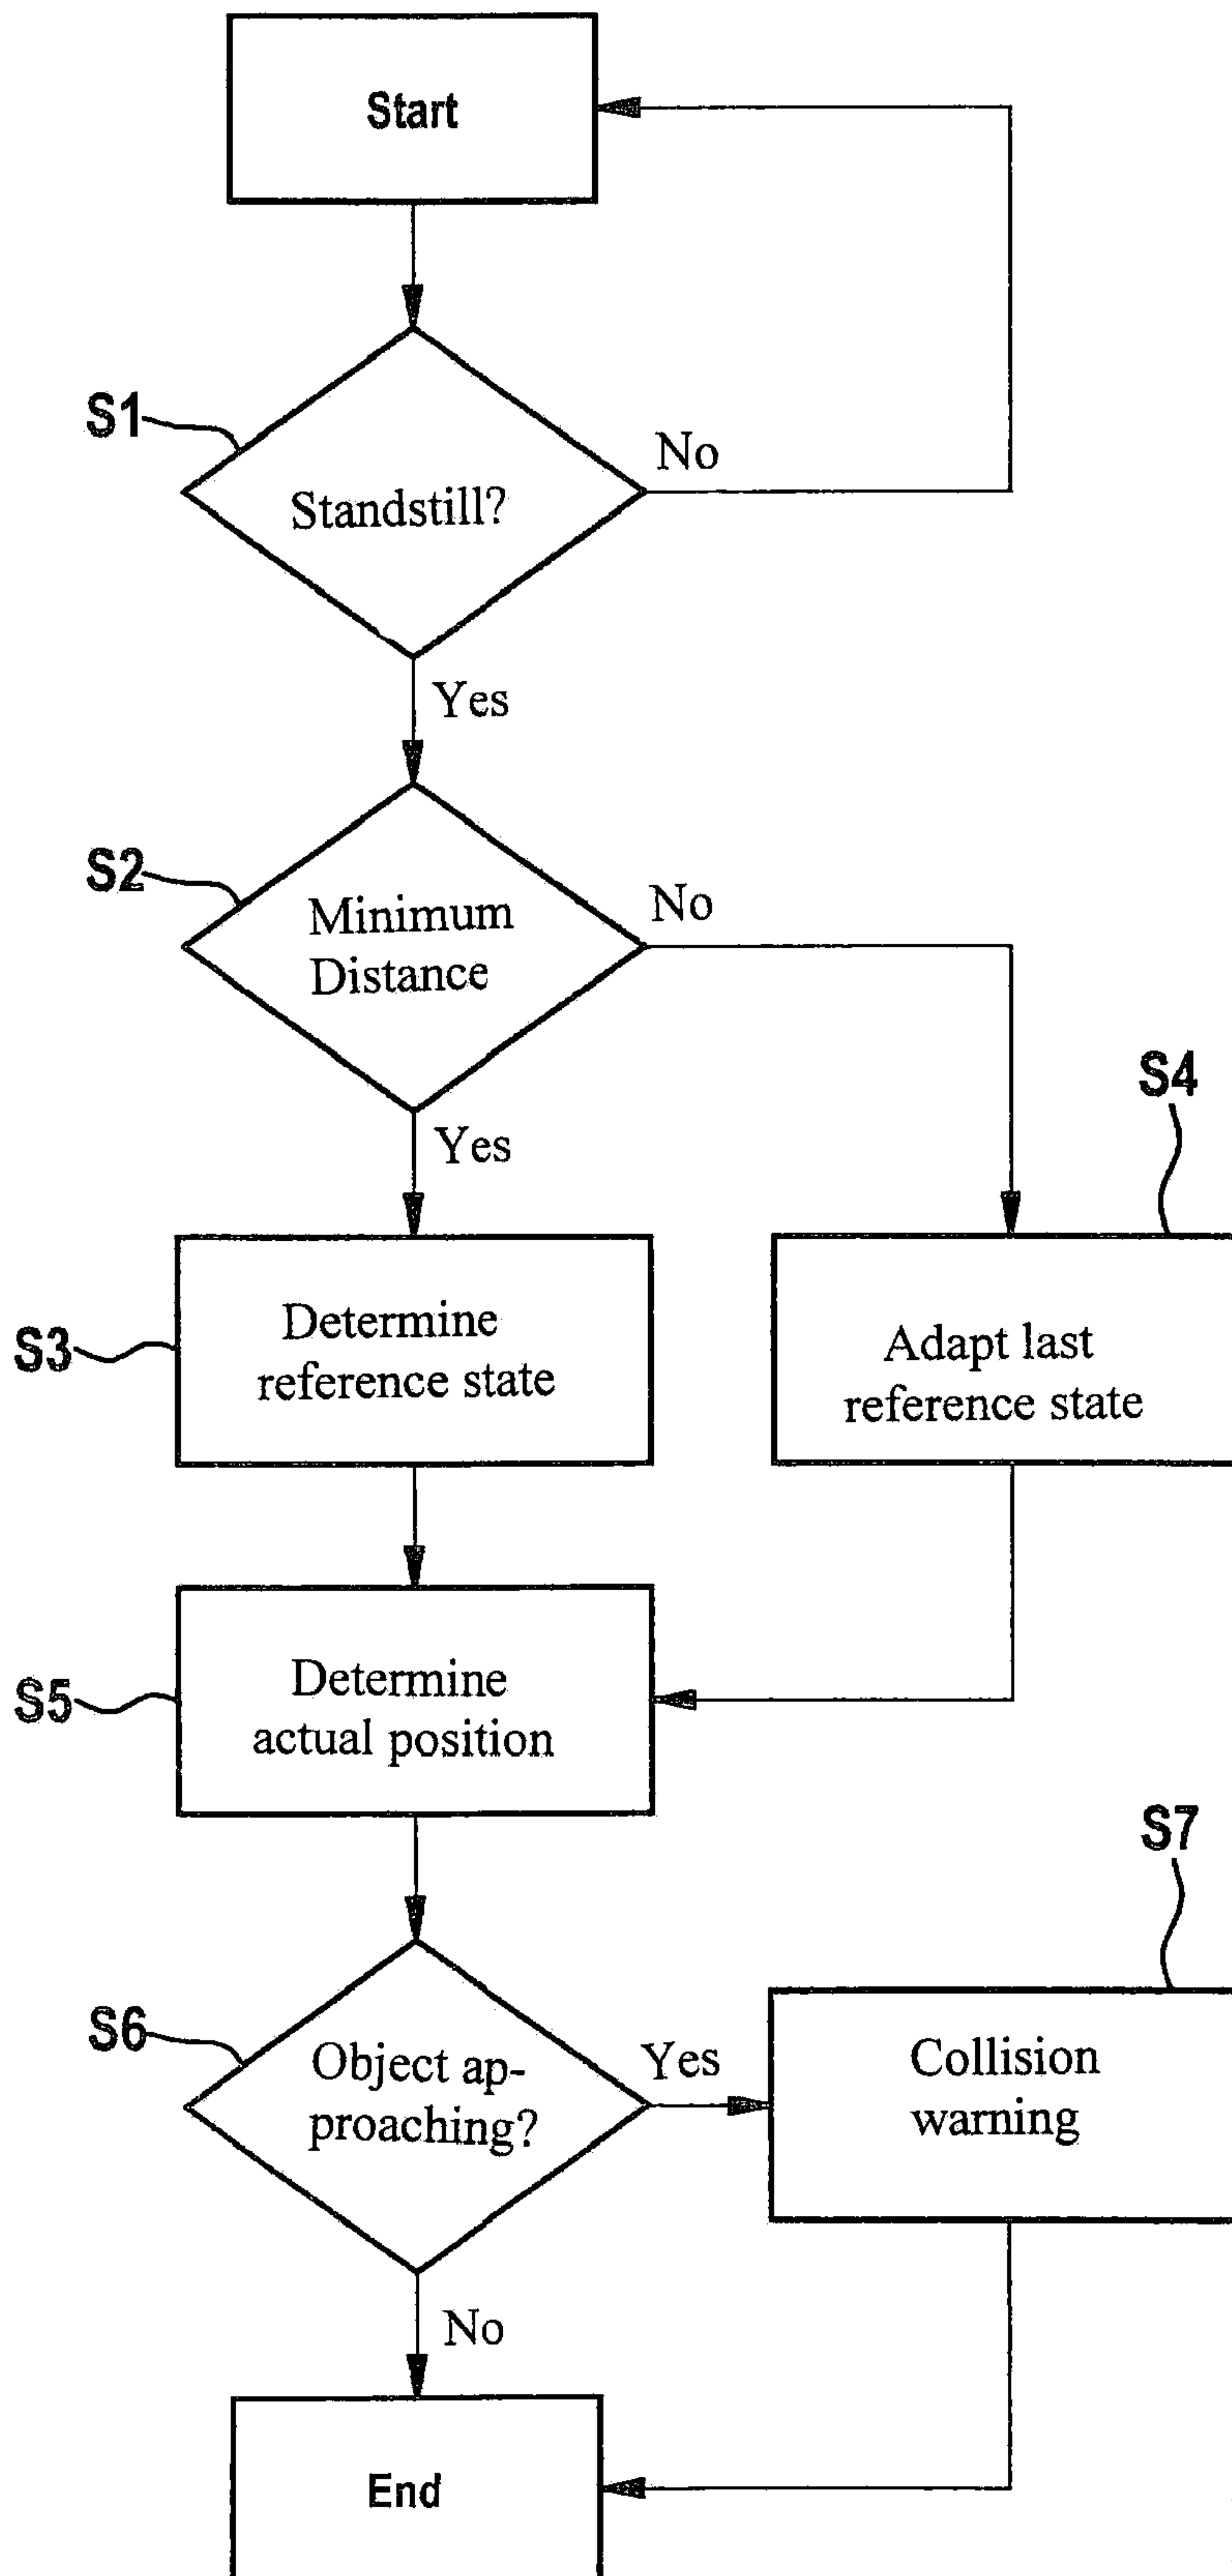 Start
S1
No
Standstill?
Yes
S2
No
Minimum
Distance
S4
Yes
S3
Determine
reference state
Adapt last
reference state
S5
Determine
actual position
S7
S6
Object ap-
proaching?
Yes
Collision
warning
No
End